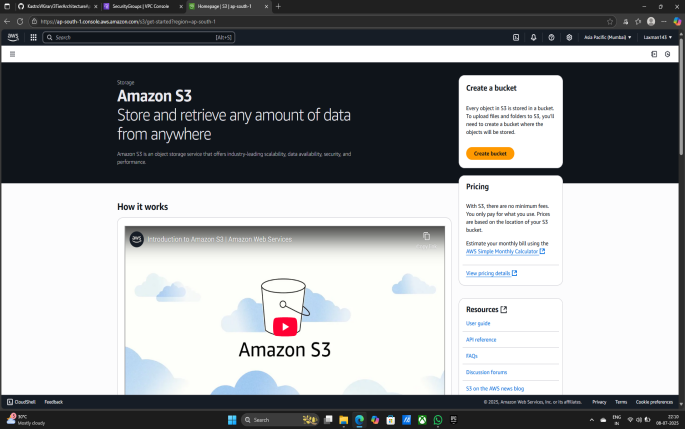 KastroVKiran/3TierArchitecture
SecurityGroups | VPC Console
Homepage | S3 | ap-south-1
https://ap-south-1.console.aws.amazon.com/s3/get-started?region=ap-south-1
aws
Search
[Alt+S]
Asia Pacific (Mumbai)
Laxman143
Storage
Amazon S3
Store and retrieve any amount of data
from anywhere
Amazon S3 is an object storage service that offers industry-leading scalability, data availability, security, and
performance.
Create a bucket
Every object in S3 is stored in a bucket.
To upload files and folders to S3, you'll
need to create a bucket where the
objects will be stored.
Create bucket
Pricing
With S3, there are no minimum fees.
You only pay for what you use. Prices
are based on the location of your S3
bucket.
Estimate your monthly bill using the
AWS Simple Monthly Calculator
View pricing details
How it works
aws
Introduction to Amazon S3 | Amazon Web Services
Amazon S3
Resources
User guide
API reference
FAQs
Discussion forums
S3 on the AWS news blog
CloudShell
Feedback
© 2025, Amazon Web Services, Inc. or its affiliates.
Privacy
Terms
Cookie preferences
30°C
Mostly cloudy
Search
ENG
IN
22:10
08-07-2025